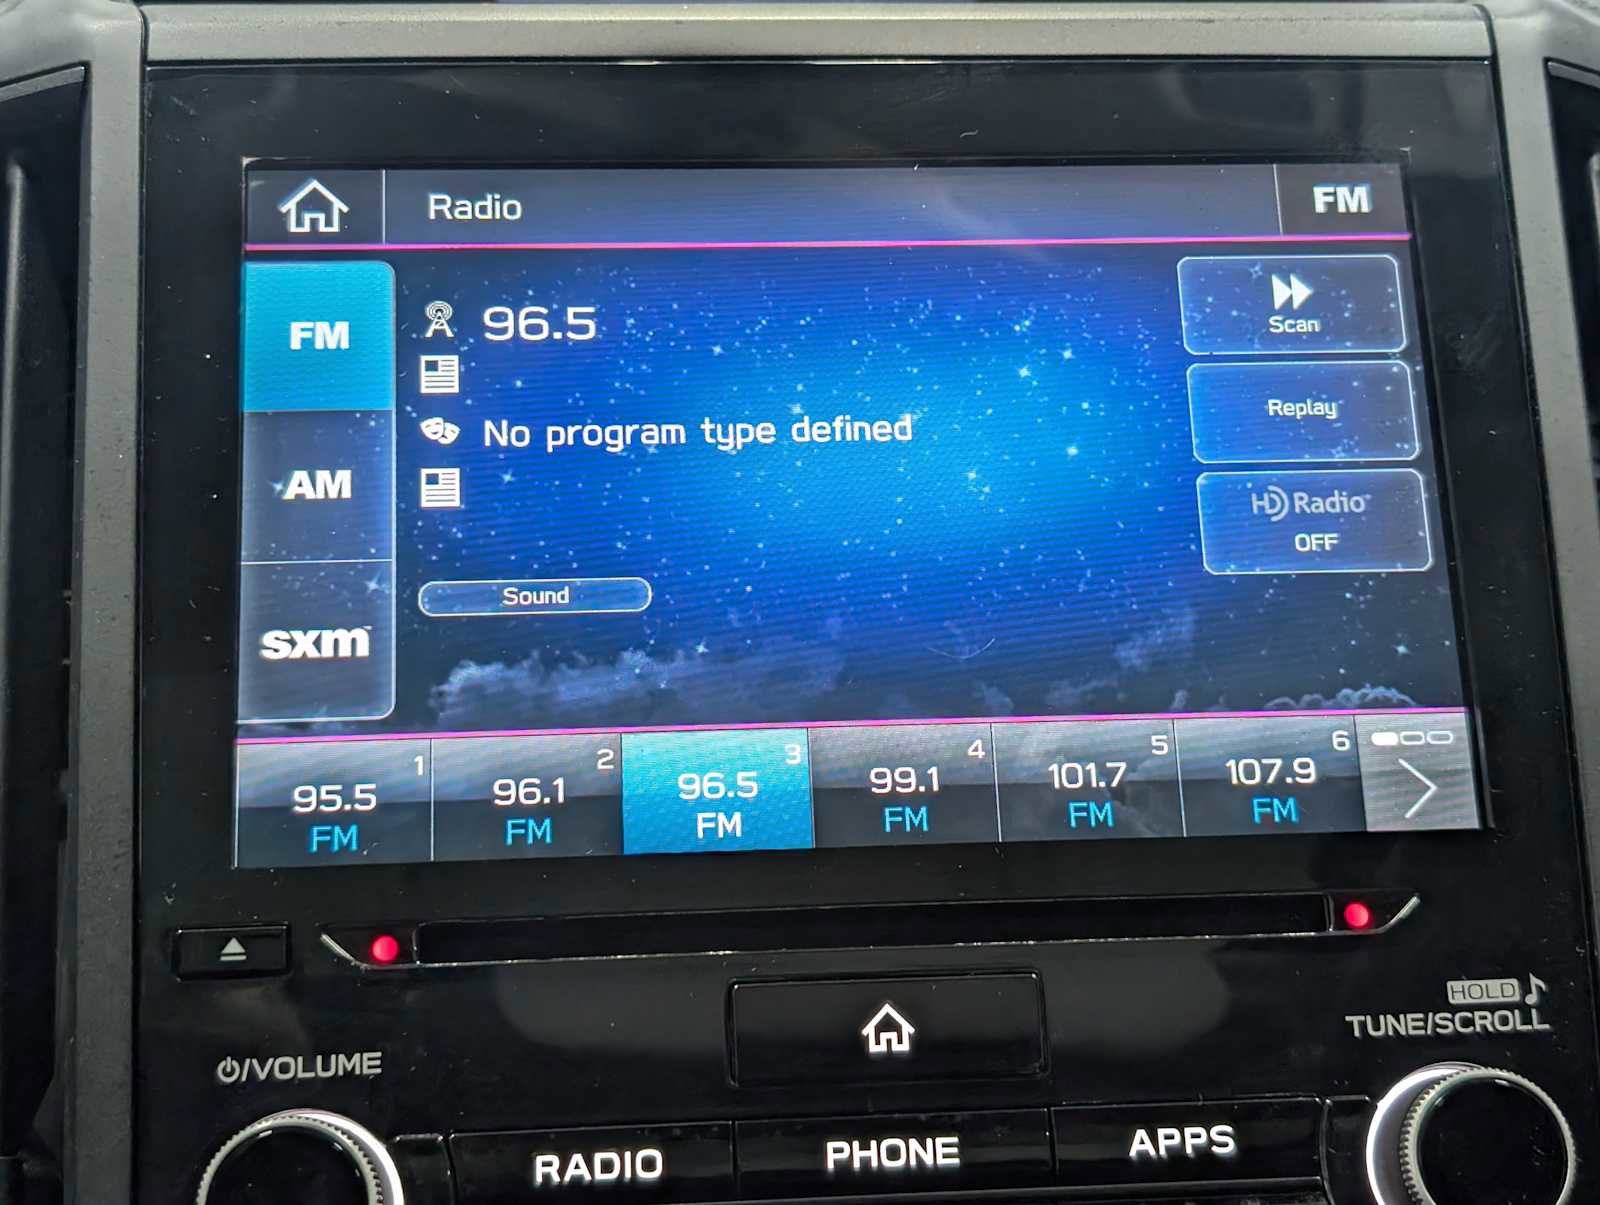 Radio
FM
FM
AM
sxm
96.5
No program type defined
Sound
Scan
Replay
HD Radio
OFF
1
95.5
FM
2
96.1
FM
3
96.5
FM
4
99.1
FM
5
101.7
FM
6
107.9
FM
/VOLUME
HOLD
TUNE/SCROLL
RADIO
PHONE
APPS